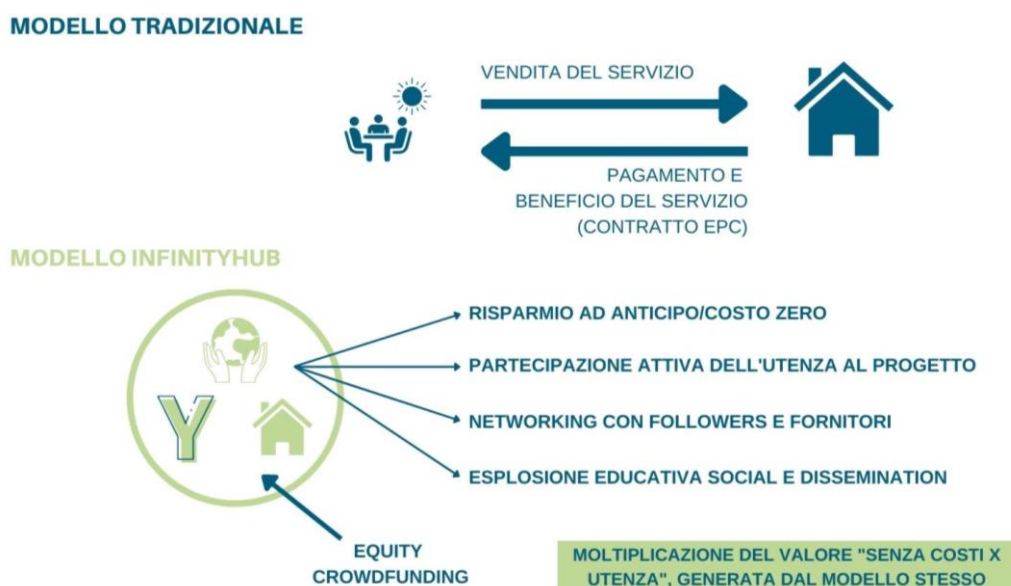 MODELLO TRADIZIONALE
VENDITA DEL SERVIZIO
PAGAMENTO E
BENEFICIO DEL SERVIZIO
(CONTRATTO EPC)
MODELLO INFINITYHUB
RISPARMIO AD ANTICIPO/COSTO ZERO
PARTECIPAZIONE ATTIVA DELL'UTENZA AL PROGETTO
NETWORKING CON FOLLOWERS E FORNITORI
ESPLOSIONE EDUCATIVA SOCIAL E DISSEMINATION
Y
EQUITY
CROWDFUNDING
MOLTIPLICAZIONE DEL VALORE "SENZA COSTI X
UTENZA", GENERATA DAL MODELLO STESSO